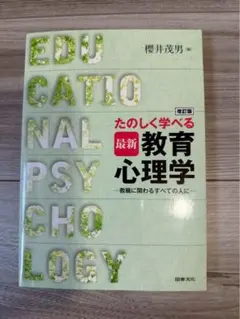 EDU
CATIO
NAL
PSY
CHO
LOGY
櫻井茂男 編
改訂版
たのしく学べる
最新
教育
心理学
―教職に関わるすべての人に―
図書文化